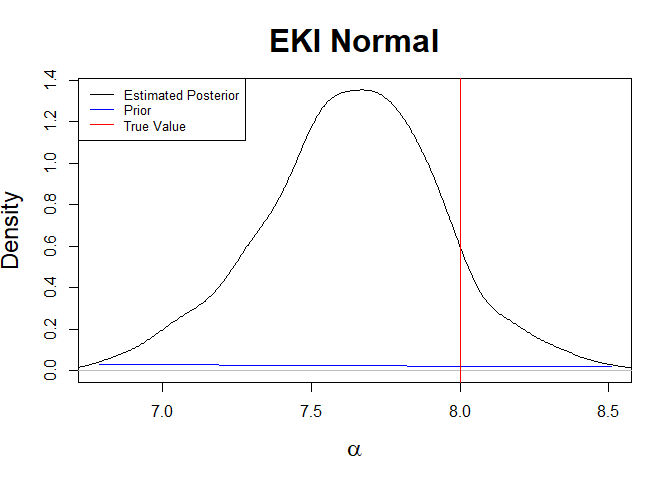 EKI Normal
Estimated Posterior
Prior
True Value
Density
1.4
1.2
1.0
0.8
0.6
0.4
0.2
0.0
7.0 7.5 8.0 8.5
α